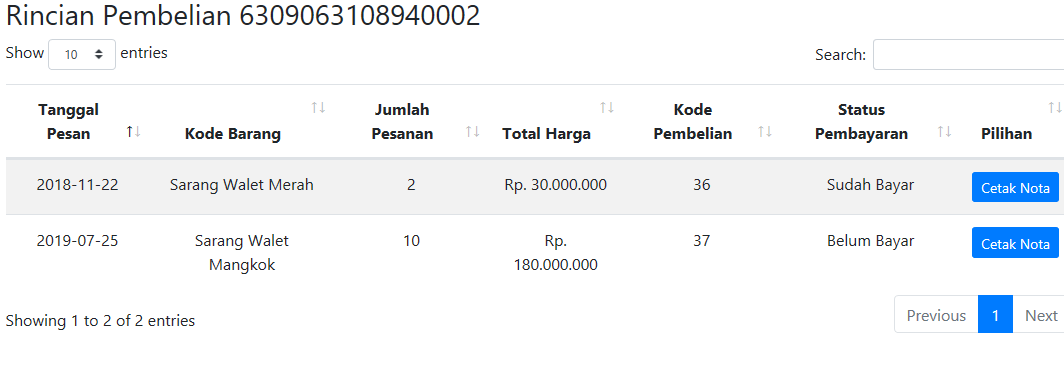 Rincian Pembelian 6309063108940002
Show 10 entries
Search:
Tanggal Pesan Kode Barang Jumlah Pesanan Total Harga Kode Pembelian Status Pembayaran Pilihan
2018-11-22 Sarang Walet Merah 2 Rp. 30.000.000 36 Sudah Bayar Cetak Nota
2019-07-25 Sarang Walet Mangkok 10 Rp. 180.000.000 37 Belum Bayar Cetak Nota
Showing 1 to 2 of 2 entries
Previous 1 Next